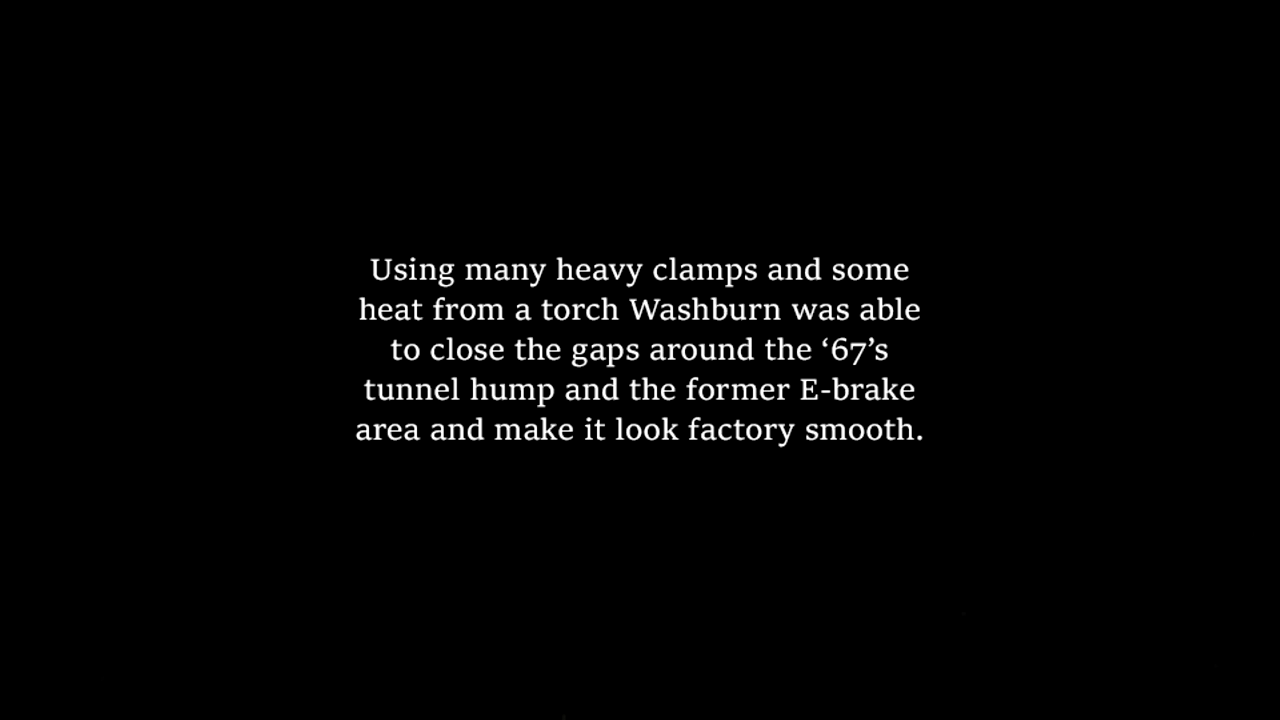 Using many heavy clamps and some
heat from a torch Washburn was able
to close the gaps around the ‘67’s
tunnel hump and the former E-brake
area and make it look factory smooth.